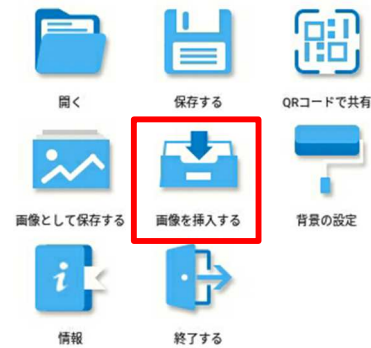 開く
保存する
QRコードで共有
画像として保存する
画像を挿入する
背景の設定
情報
終了する